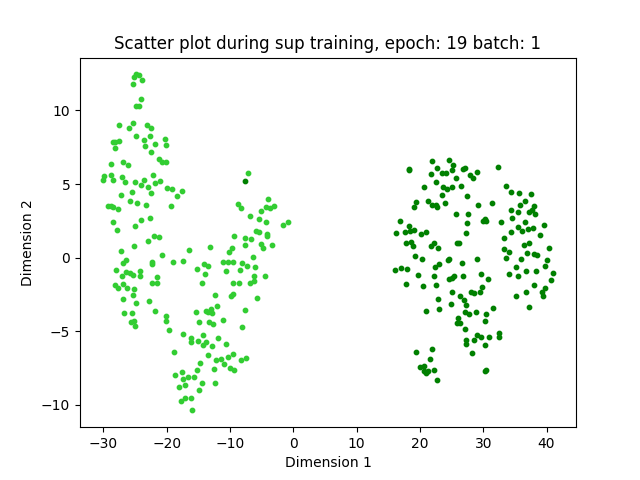 Scatter plot during sup training, epoch: 19 batch: 1
10
5
0
−5
−10
Dimension 2
−30 −20 −10 0 10 20 30 40
Dimension 1